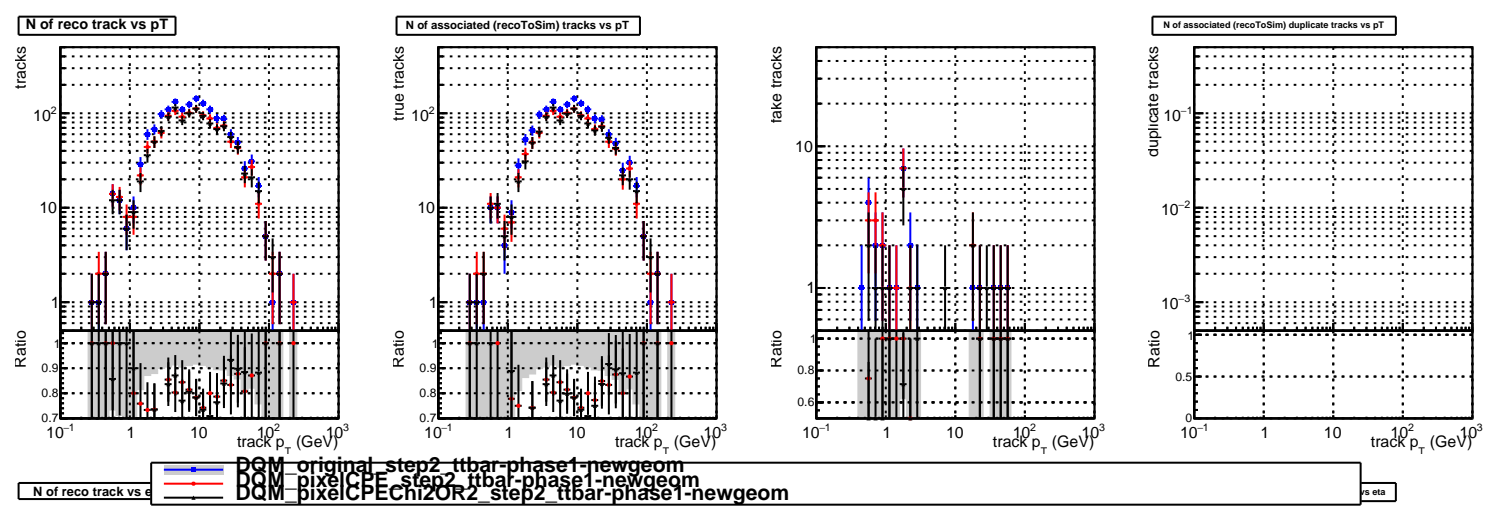 N of reco track vs pT
N of associated (recoToSim) tracks vs pT
N of associated (recoToSim) duplicate tracks vs pT
tracks
10²
10
1
Ratio
1
0.9
0.8
0.7
10⁻¹ 1 10 10² 10³
track p_T (GeV)
true tracks
10²
10
1
Ratio
1
0.9
0.8
0.7
10⁻¹ 1 10 10² 10³
track p_T (GeV)
fake tracks
10
1
Ratio
1
0.8
0.6
10⁻¹ 1 10 10² 10³
track p_T (GeV)
duplicate tracks
10⁻¹
10⁻²
10⁻³
Ratio
1
0.5
0
10⁻¹ 1 10 10² 10³
track p_T (GeV)
DQM_original_step2_ttbar-phase1-newgeom
DQM_pixelCPE_step2_ttbar-phase1-newgeom
DQM_pixelCPEChi2OR2_step2_ttbar-phase1-newgeom
N of reco track vs e
vs eta